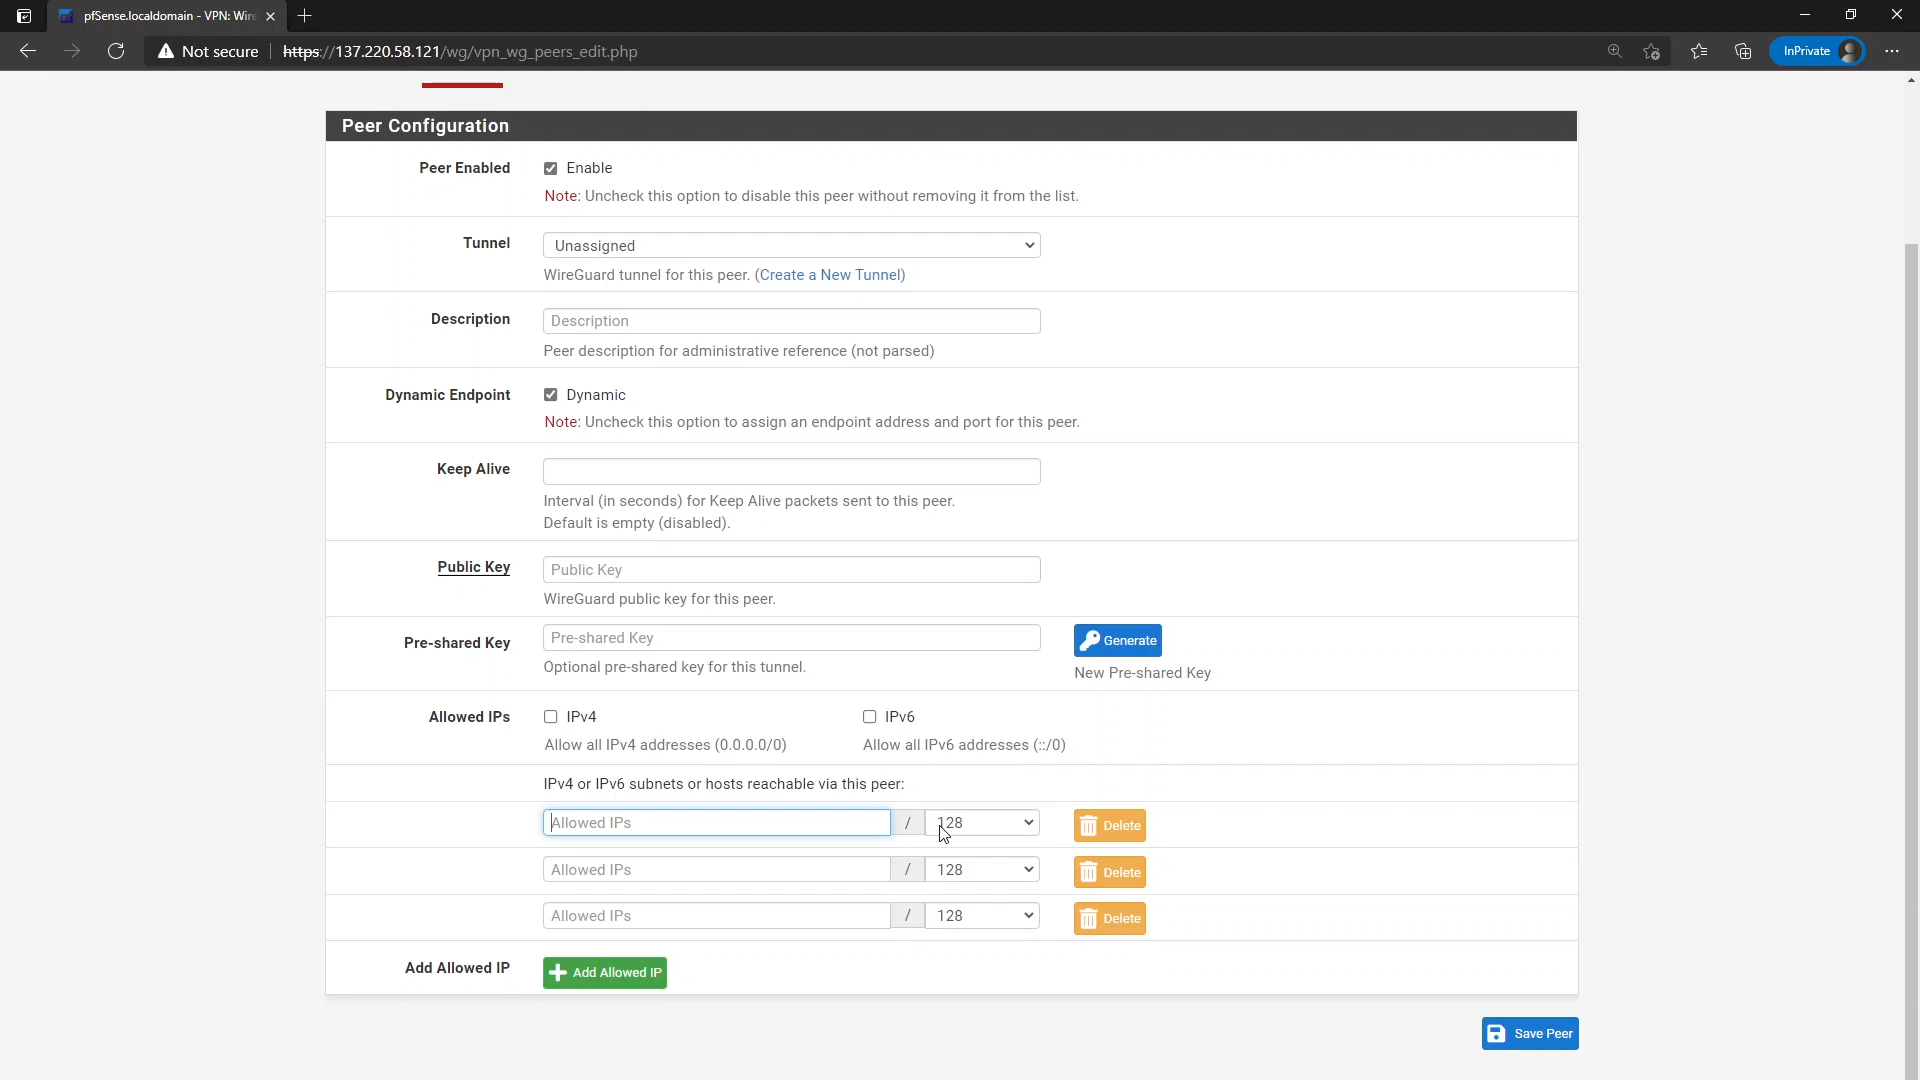 pfSense.localdomain - VPN: Wire
Not secure
https://137.220.58.121/wg/vpn_wg_peers_edit.php
InPrivate
Peer Configuration
Peer Enabled
Enable
Note: Uncheck this option to disable this peer without removing it from the list.
Tunnel
Unassigned
WireGuard tunnel for this peer. (Create a New Tunnel)
Description
Description
Peer description for administrative reference (not parsed)
Dynamic Endpoint
Dynamic
Note: Uncheck this option to assign an endpoint address and port for this peer.
Keep Alive
Interval (in seconds) for Keep Alive packets sent to this peer.
Default is empty (disabled).
Public Key
Public Key
WireGuard public key for this peer.
Pre-shared Key
Pre-shared Key
Generate
Optional pre-shared key for this tunnel.
New Pre-shared Key
Allowed IPs
IPv4
IPv6
Allow all IPv4 addresses (0.0.0.0/0)
Allow all IPv6 addresses (::/0)
IPv4 or IPv6 subnets or hosts reachable via this peer:
Allowed IPs / 128 Delete
Allowed IPs / 128 Delete
Allowed IPs / 128 Delete
Add Allowed IP
Add Allowed IP
Save Peer